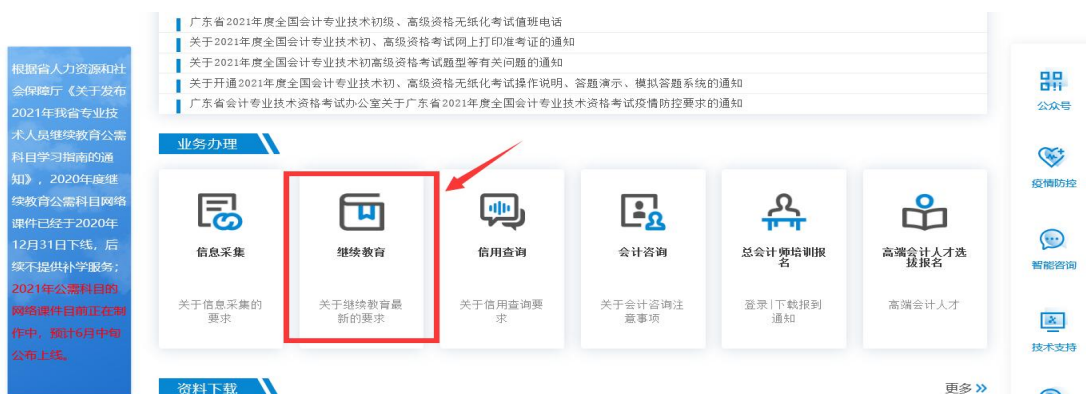 广东省2021年度全国会计专业技术初级、高级资格无纸化考试值班电话
关于2021年度全国会计专业技术初、高级资格考试网上打印准考证的通知
关于2021年度全国会计专业技术初高级资格考试题型等有关问题的通知
关于开通2021年度全国会计专业技术初、高级资格无纸化考试操作说明、答题演示、模拟答题系统的通知
广东省会计专业技术资格考试办公室关于广东省2021年度全国会计专业技术资格考试疫情防控要求的通知
根据省人力资源和社
会保障厅《关于发布
2021年我省专业技
术人员继续教育公需
科目学习指南的通
知》，2020年度继
续教育公需科目网络
课件已经于2020年
12月31日下线，后
续不提供补学服务；
2021年公需科目的
网络课件目前正在制
作中，预计6月中旬
公布上线。
业务办理
信息采集
关于信息采集的
要求
继续教育
关于继续教育最
新的要求
信用查询
关于信用查询要
求
会计咨询
关于会计咨询注
意事项
总会计师培训报
名
登录|下载报到
通知
高端会计人才选
拔报名
高端会计人才
资料下载
更多
公众号
疫情防控
智能咨询
技术支持